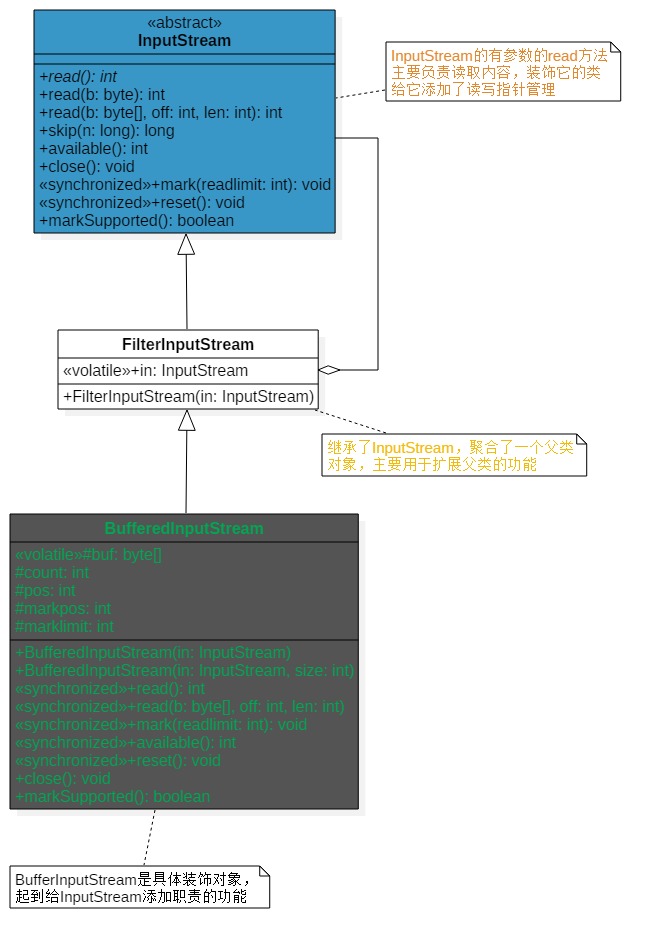 «abstract»
InputStream
+read(): int
+read(b: byte): int
+read(b: byte[], off: int, len: int): int
+skip(n: long): long
+available(): int
+close(): void
«synchronized»+mark(readlimit: int): void
«synchronized»+reset(): void
+markSupported(): boolean
InputStream的有参数的read方法
主要负责读取内容，装饰它的类
给它添加了读写指针管理
FilterInputStream
«volatile»+in: InputStream
+FilterInputStream(in: InputStream)
继承了InputStream，聚合了一个父类
对象，主要用于扩展父类的功能
BufferedInputStream
«volatile»#buf: byte[]
#count: int
#pos: int
#markpos: int
#marklimit: int
+BufferedInputStream(in: InputStream)
+BufferedInputStream(in: InputStream, size: int)
«synchronized»+read(): int
«synchronized»+read(b: byte[], off: int, len: int)
«synchronized»+mark(readlimit: int): void
«synchronized»+available(): int
«synchronized»+reset(): void
+close(): void
+markSupported(): boolean
BufferInputStream是具体装饰对象，
起到给InputStream添加职责的功能